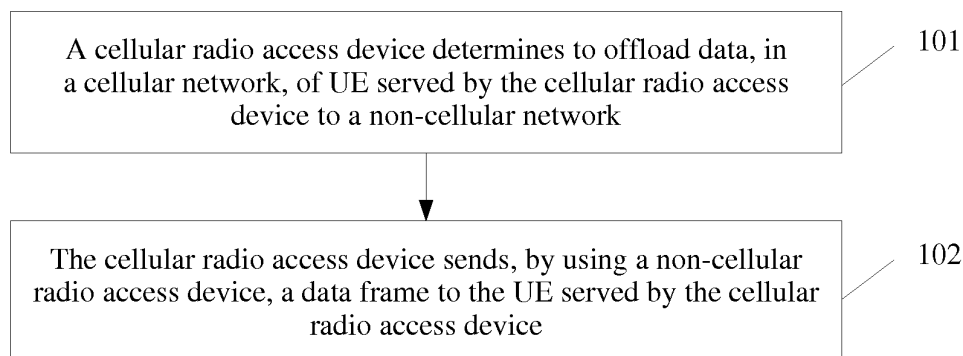 A cellular radio access device determines to offload data, in
a cellular network, of UE served by the cellular radio access
device to a non-cellular network
101
The cellular radio access device sends, by using a non-cellular
radio access device, a data frame to the UE served by the cellular
radio access device
102